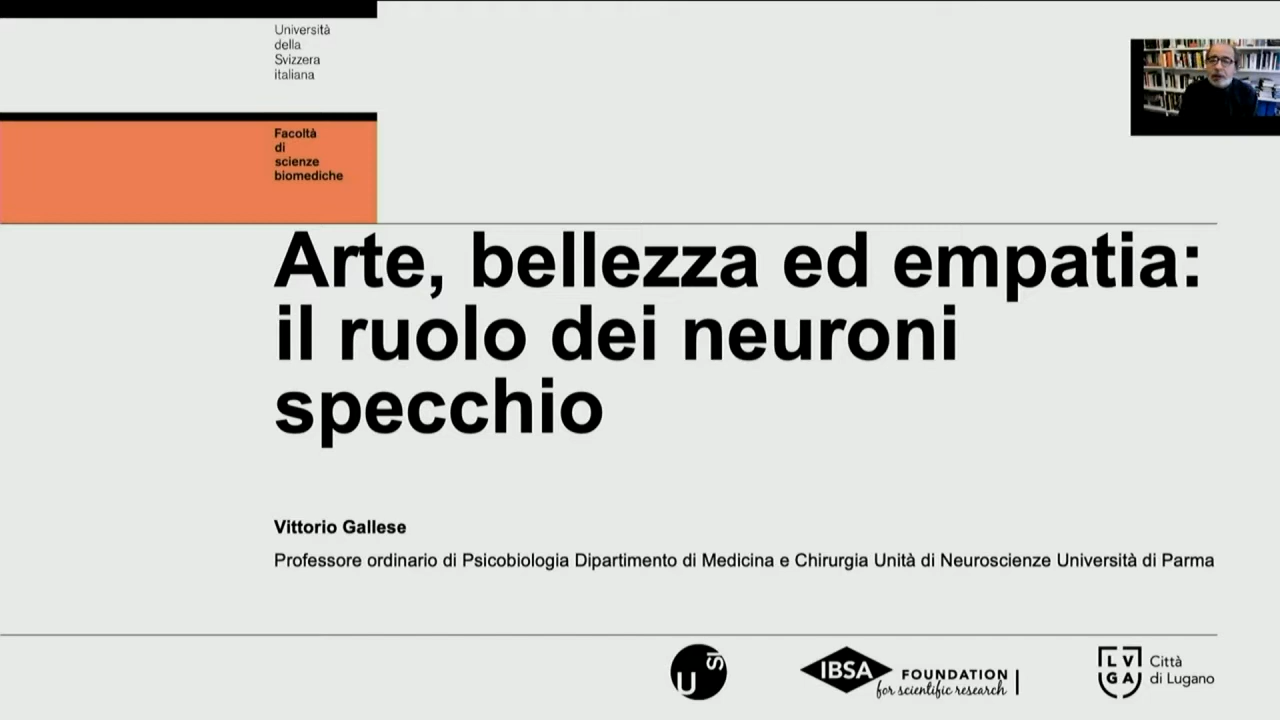 Università
della
Svizzera
italiana
Facoltà
di
scienze
biomediche
Arte, bellezza ed empatia:
il ruolo dei neuroni
specchio
Vittorio Gallese
Professore ordinario di Psicobiologia Dipartimento di Medicina e Chirurgia Unità di Neuroscienze Università di Parma
U SI
IBSA FOUNDATION
for scientific research
LV
GA
Città
di Lugano